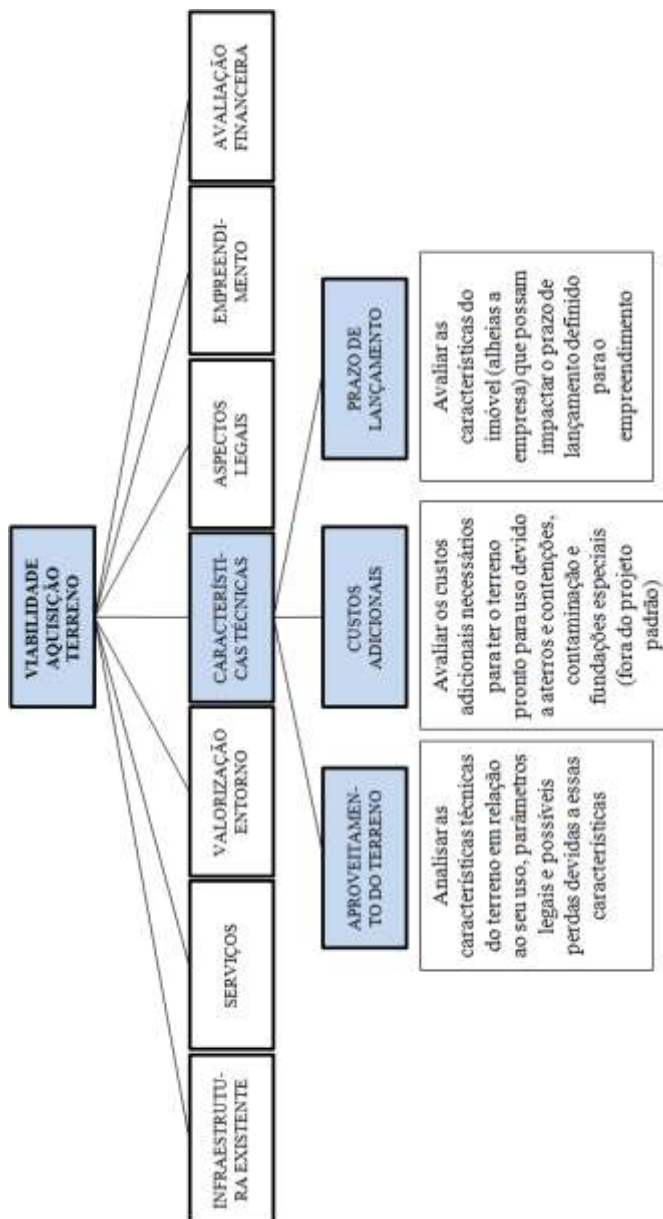 VIABILIDADE
AQUISIÇÃO
TERRENO
INFRAESTRUTU-
RA EXISTENTE
SERVIÇOS
VALORIZAÇÃO
ENTORNO
CARACTERÍSTI-
CAS TÉCNICAS
ASPECTOS
LEGAIS
EMPREENDI-
MENTO
AVALIAÇÃO
FINANCEIRA
APROVEITAMEN-
TO DO TERRENO
CUSTOS
ADICIONAIS
PRAZO DE
LANÇAMENTO
Analisar as
características técnicas
do terreno em relação
ao seu uso, parâmetros
legais e possíveis
perdas devidas a essas
características
Avaliar os custos
adicionais necessários
para ter o terreno
pronto para uso devido
a aterros e contenções,
contaminação e
fundações especiais
(fora do projeto
padrão)
Avaliar as
características do
imóvel (alheias a
empresa) que possam
impactar o prazo de
lançamento definido
para o
empreendimento